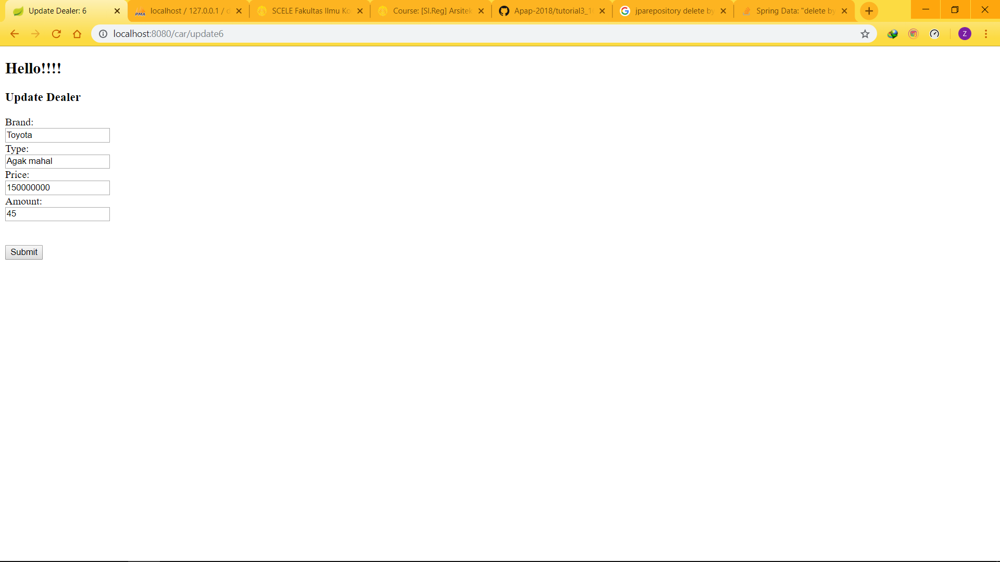 Update Dealer: 6
localhost / 127.0.0.1 / d
SCELE Fakultas Ilmu Ko
Course: [SI.Reg] Arsitek
Apap-2018/tutorial3_1
jparepository delete by
Spring Data: "delete by
localhost:8080/car/update6
Z
Hello!!!!
Update Dealer
Brand:
Toyota
Type:
Agak mahal
Price:
150000000
Amount:
45
Submit